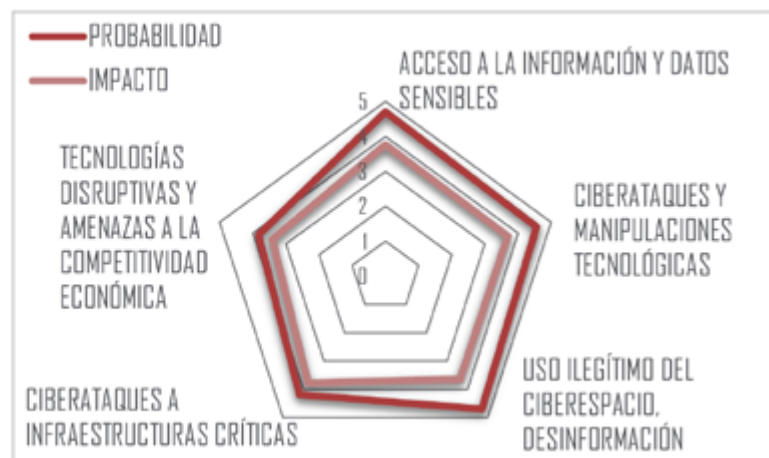 PROBABILIDAD
IMPACTO
ACCESO A LA INFORMACIÓN Y DATOS
SENSIBLES
5
4
3
2
1
0
TECNOLOGÍAS
DISRUPTIVAS Y
AMENAZAS A LA
COMPETITIVIDAD
ECONÓMICA
CIBERATAQUES Y
MANIPULACIONES
TECNOLÓGICAS
CIBERATAQUES A
INFRAESTRUCTURAS CRÍTICAS
USO ILEGÍTIMO DEL
CIBERESPACIO,
DESINFORMACIÓN